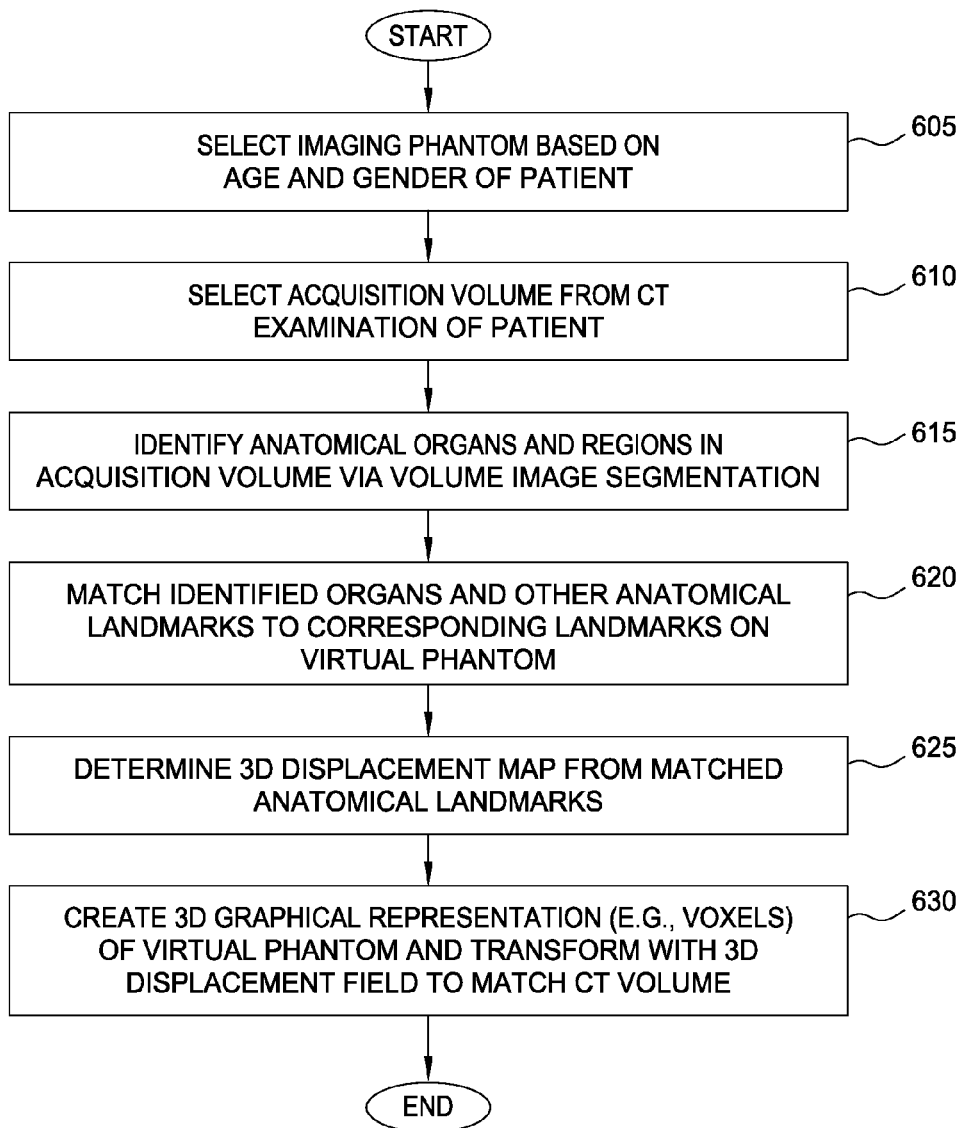 START
SELECT IMAGING PHANTOM BASED ON
AGE AND GENDER OF PATIENT
605
SELECT ACQUISITION VOLUME FROM CT
EXAMINATION OF PATIENT
610
IDENTIFY ANATOMICAL ORGANS AND REGIONS IN
ACQUISITION VOLUME VIA VOLUME IMAGE SEGMENTATION
615
MATCH IDENTIFIED ORGANS AND OTHER ANATOMICAL
LANDMARKS TO CORRESPONDING LANDMARKS ON
VIRTUAL PHANTOM
620
DETERMINE 3D DISPLACEMENT MAP FROM MATCHED
ANATOMICAL LANDMARKS
625
CREATE 3D GRAPHICAL REPRESENTATION (E.G., VOXELS)
OF VIRTUAL PHANTOM AND TRANSFORM WITH 3D
DISPLACEMENT FIELD TO MATCH CT VOLUME
630
END